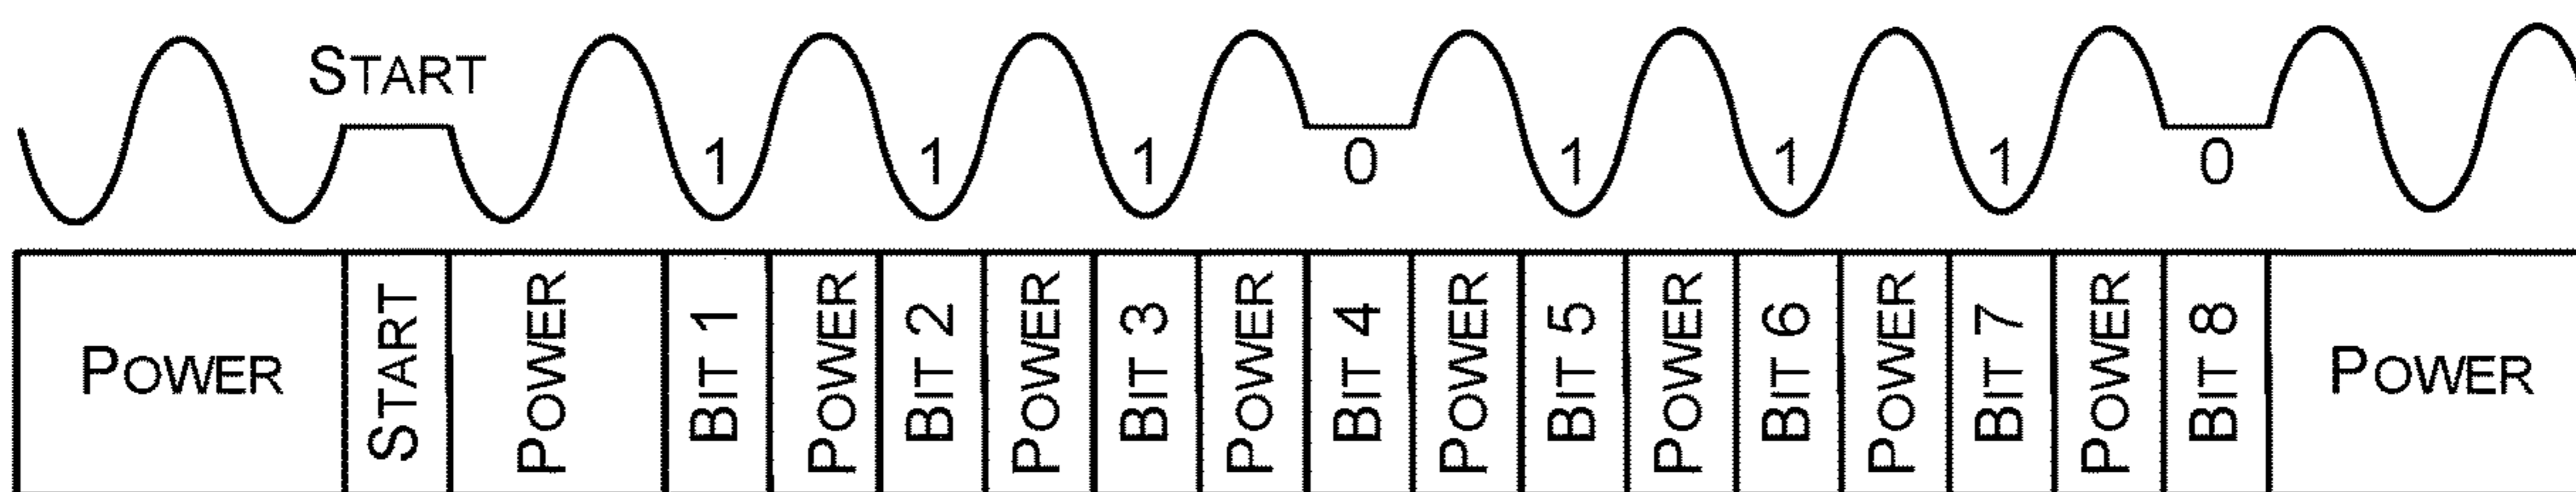 START
1 1 1 0 1 1 1 0
POWER START POWER BIT 1 POWER BIT 2 POWER BIT 3 POWER BIT 4 POWER BIT 5 POWER BIT 6 POWER BIT 7 POWER BIT 8 POWER